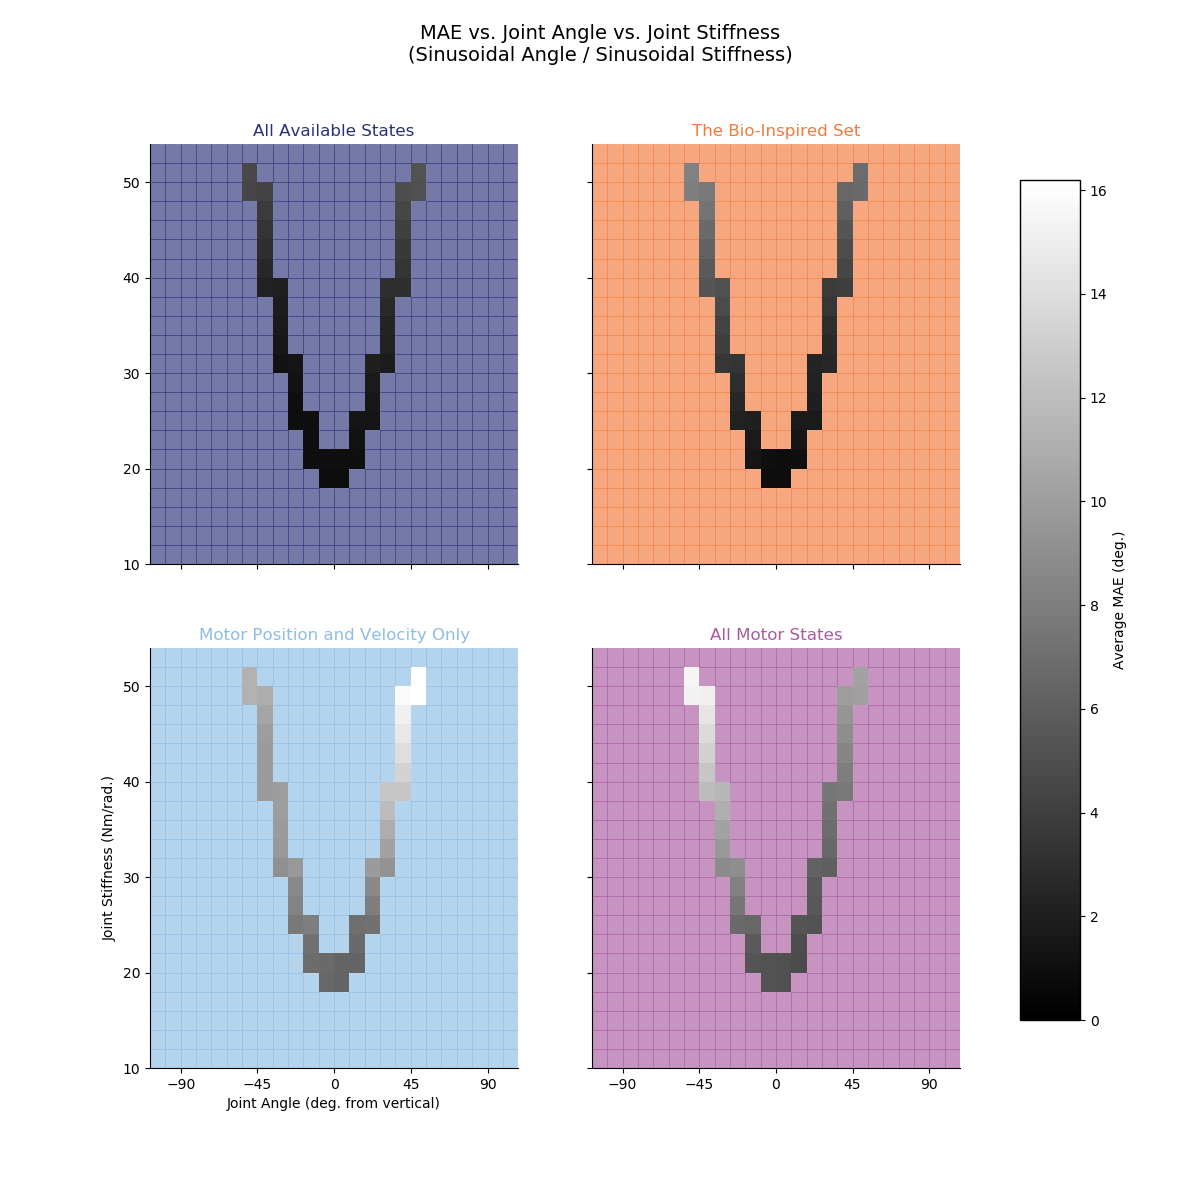 MAE vs. Joint Angle vs. Joint Stiffness
(Sinusoidal Angle / Sinusoidal Stiffness)
All Available States
The Bio-Inspired Set
50
40
30
20
10
16
14
12
10
8
6
4
2
0
Average MAE (deg.)
Motor Position and Velocity Only
All Motor States
50
40
30
20
10
Joint Stiffness (Nm/rad.)
−90 −45 0 45 90
−90 −45 0 45 90
Joint Angle (deg. from vertical)